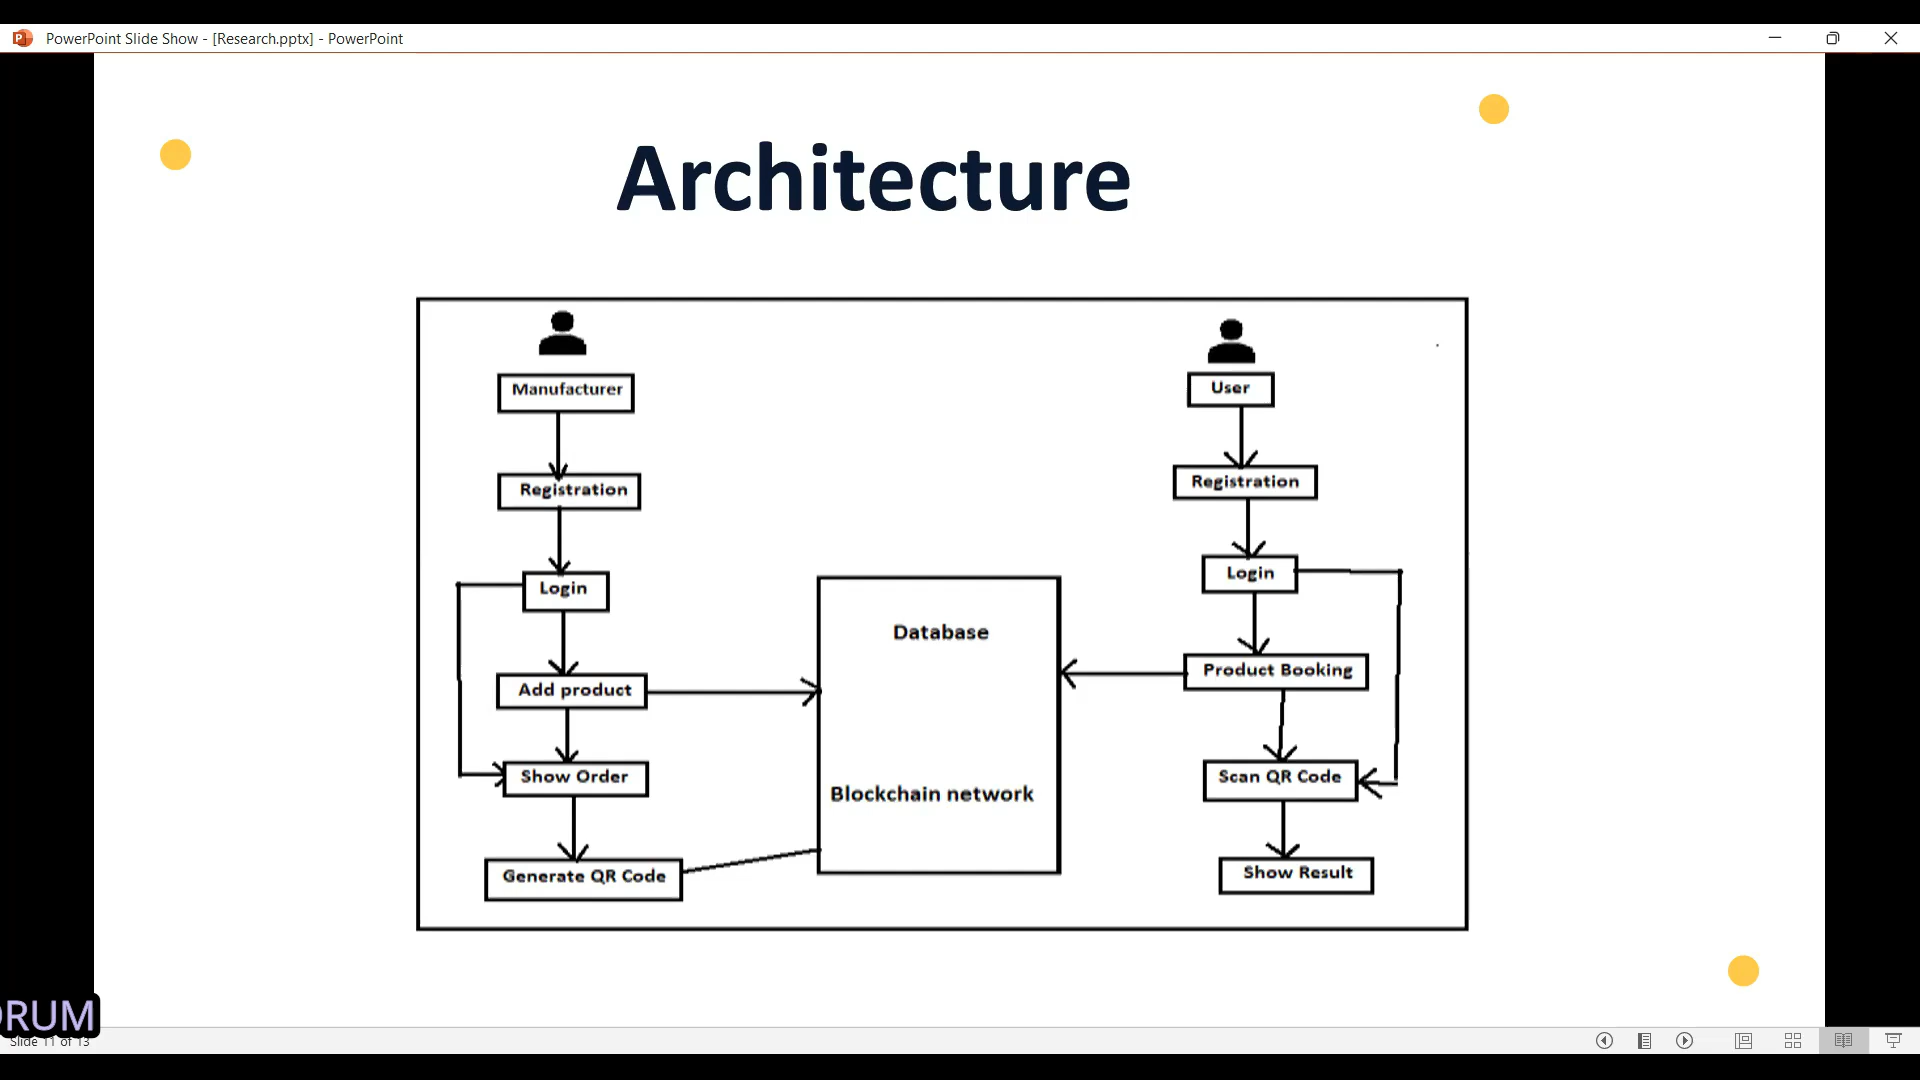 PowerPoint Slide Show - [Research.pptx] - PowerPoint
Architecture
Manufacturer
Registration
Login
Add product
Show Order
Generate QR Code
Database
Blockchain network
User
Registration
Login
Product Booking
Scan QR Code
Show Result
Slide 11 of 13